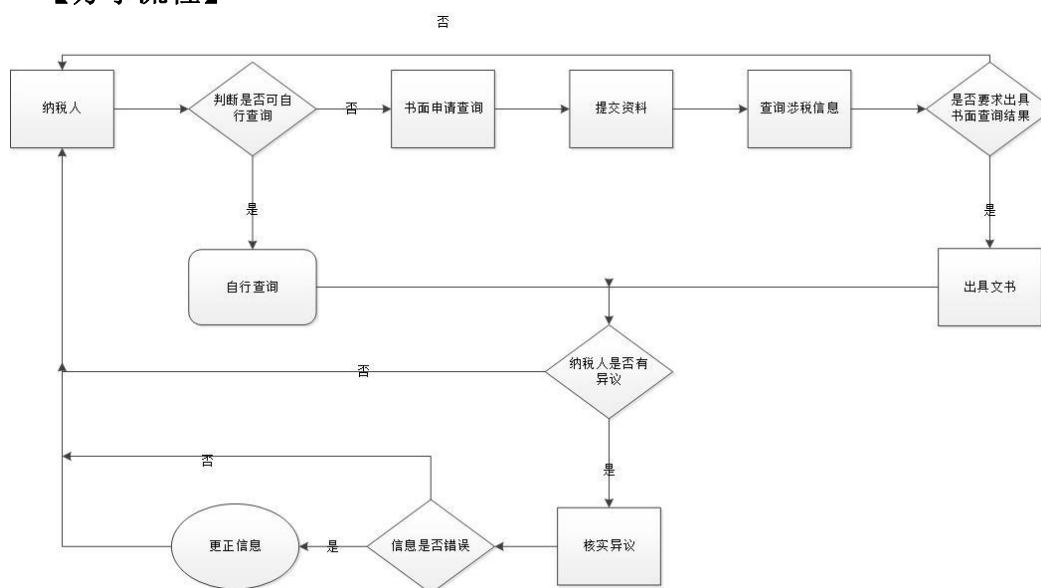 否
纳税人
判断是否可自
行查询
否
书面申请查询
提交资料
查询涉税信息
是否要求出具
书面查询结果
是
是
自行查询
出具文书
纳税人是否有
异议
否
是
否
更正信息
是
信息是否错误
核实异议